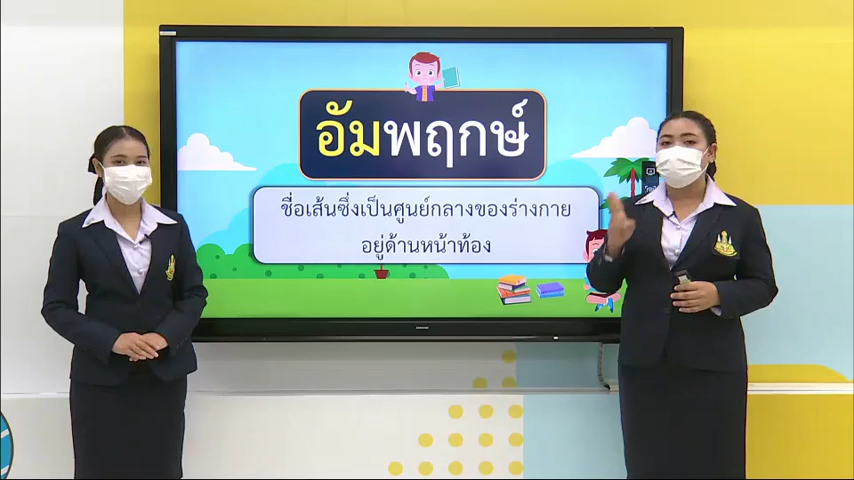 อัมพฤกษ์
ชื่อเส้นซึ่งเป็นศูนย์กลางของร่างกาย
อยู่ด้านหน้าท้อง